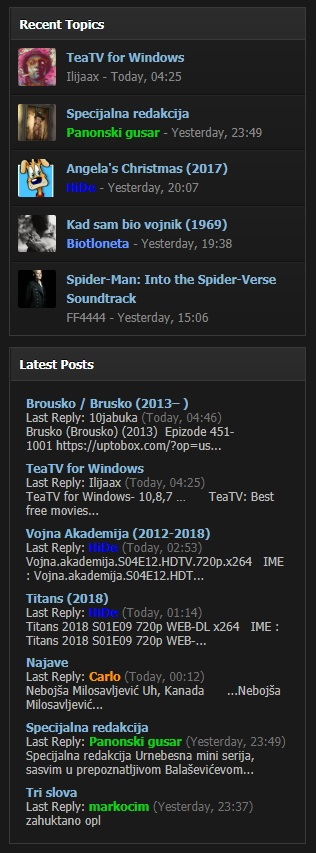 Recent Topics
TeaTV for Windows
Ilijaax - Today, 04:25
Specijalna redakcija
Panonski gusar - Yesterday, 23:49
Angela's Christmas (2017)
HiDe - Yesterday, 20:07
Kad sam bio vojnik (1969)
Biotloneta - Yesterday, 19:38
Spider-Man: Into the Spider-Verse
Soundtrack
FF4444 - Yesterday, 15:06
Latest Posts
Brousko / Brusko (2013– )
Last Reply: 10jabuka (Today, 04:46)
Brusko (Brousko) (2013)  Epizode 451-
1001 https://uptobox.com/?op=us...
TeaTV for Windows
Last Reply: Ilijaax (Today, 04:25)
TeaTV for Windows- 10,8,7 ...      TeaTV: Best
free movies...
Vojna Akademija (2012-2018)
Last Reply: HiDe (Today, 02:53)
Vojna.akademija.S04E12.HDTV.720p.x264   IME
: Vojna.akademija.S04E12.HDT...
Titans (2018)
Last Reply: HiDe (Today, 01:14)
Titans 2018 S01E09 720p WEB-DL x264   IME :
Titans 2018 S01E09 720p WEB-...
Najave
Last Reply: Carlo (Today, 00:12)
Nebojša Milosavljević Uh, Kanada      ...Nebojša
Milosavljević...
Specijalna redakcija
Last Reply: Panonski gusar (Yesterday, 23:49)
Specijalna redakcija Urnebesna mini serija,
sasvim u prepoznatljivom Balaševićevom...
Tri slova
Last Reply: markocim (Yesterday, 23:37)
zahuktano opl